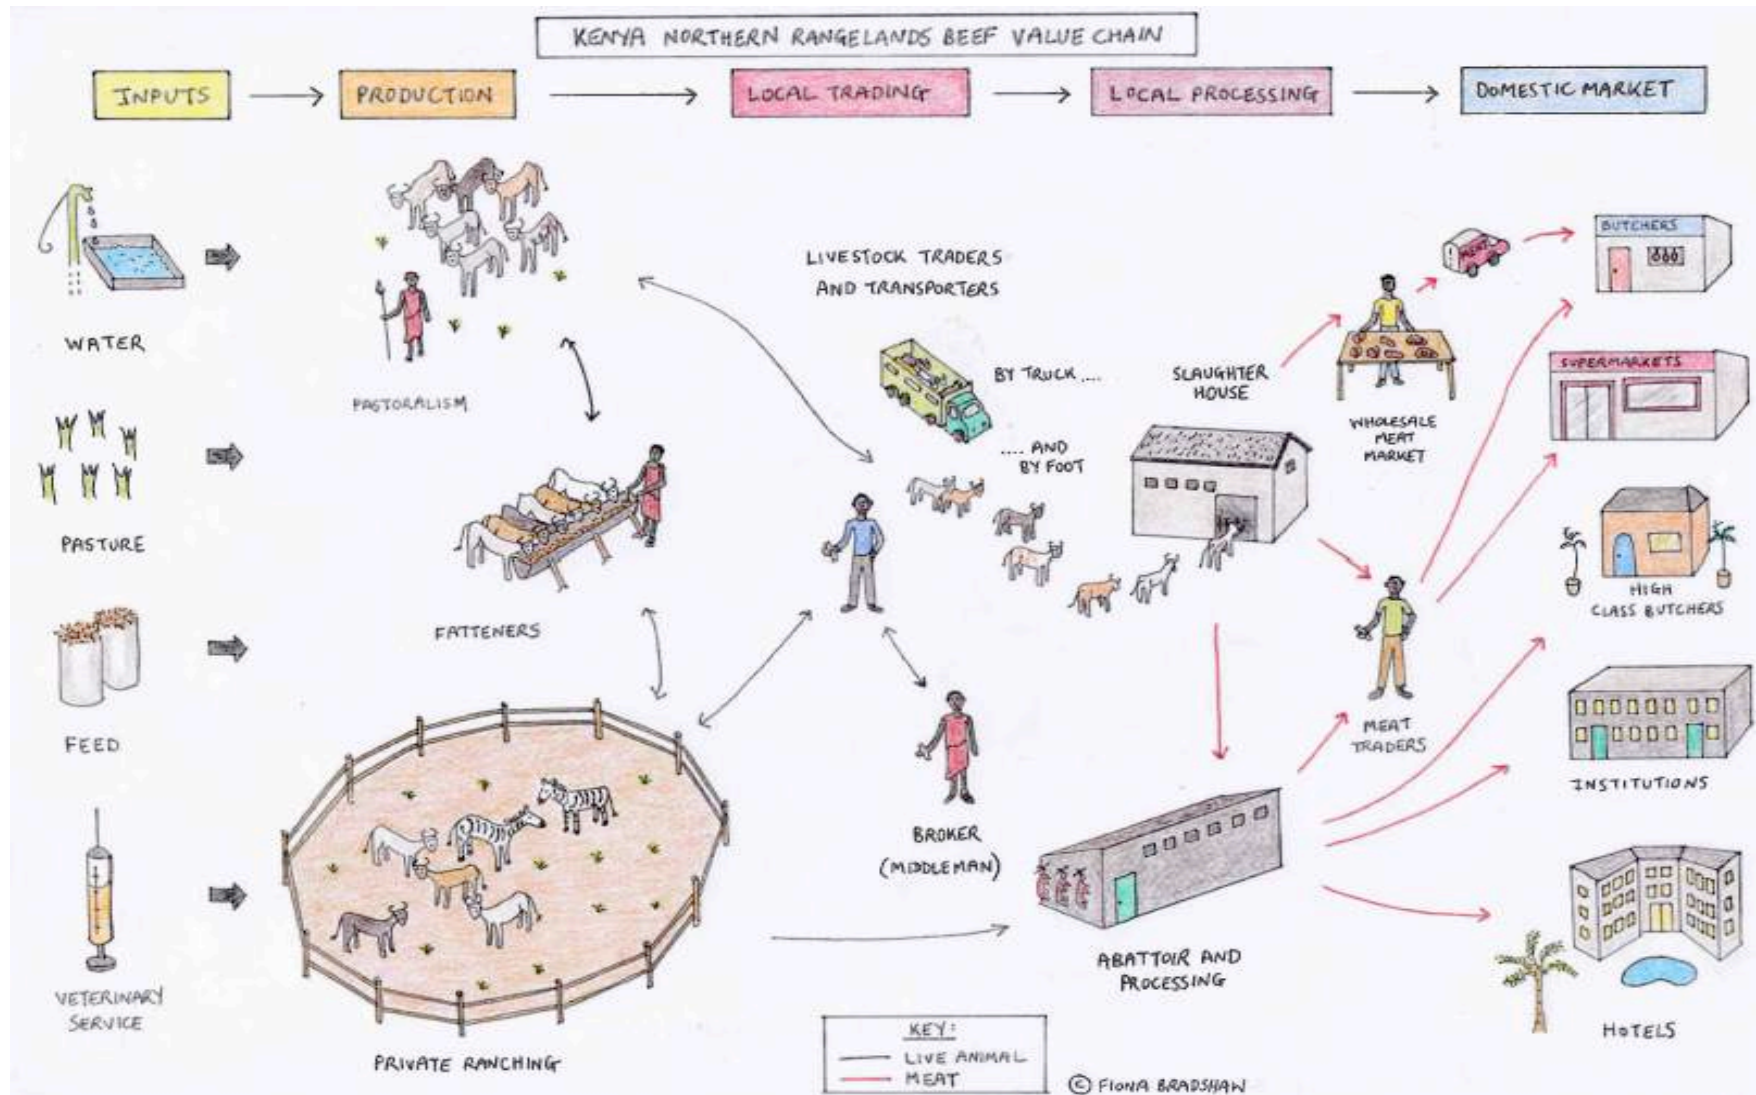 KENYA NORTHERN RANGELANDS BEEF VALUE CHAIN
INPUTS
PRODUCTION
LOCAL TRADING
LOCAL PROCESSING
DOMESTIC MARKET
WATER
PASTURE
FEED
VETERINARY
SERVICE
PASTORALISM
FATTENERS
PRIVATE RANCHING
LIVESTOCK TRADERS
AND TRANSPORTERS
BY TRUCK ....
.... AND
BY FOOT
BROKER
(MIDDLEMAN)
SLAUGHTER
HOUSE
ABATTOIR AND
PROCESSING
WHOLESALE
MEAT
MARKET
MEAT
MEAT
TRADERS
BUTCHERS
SUPERMARKETS
HIGH
CLASS BUTCHERS
INSTITUTIONS
HOTELS
KEY:
LIVE ANIMAL
MEAT
© FIONA BRADSHAW